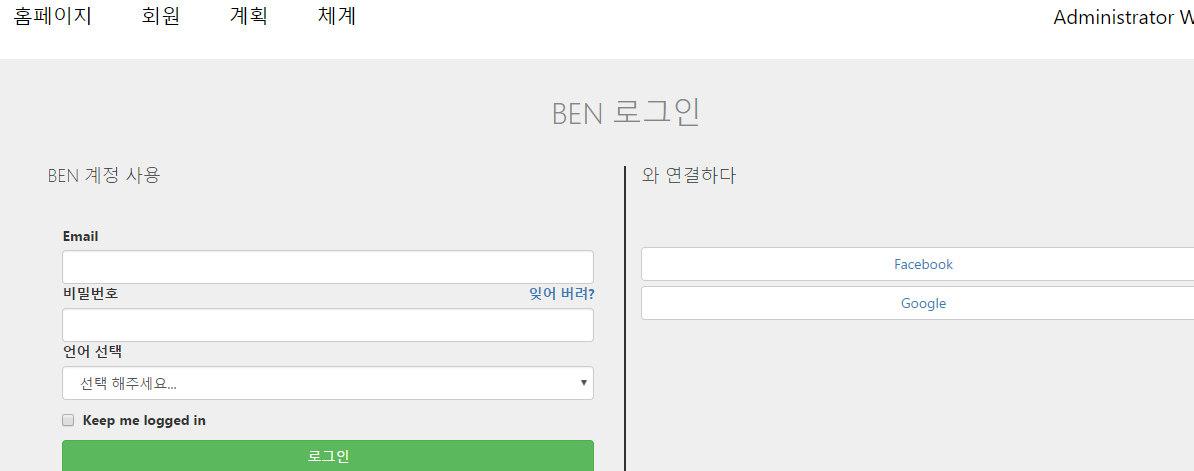 홈페이지 회원 계획 체계 Administrator W
BEN 로그인
BEN 계정 사용
Email
비밀번호 잊어 버려?
언어 선택
선택 해주세요...
Keep me logged in
로그인
와 연결하다
Facebook
Google